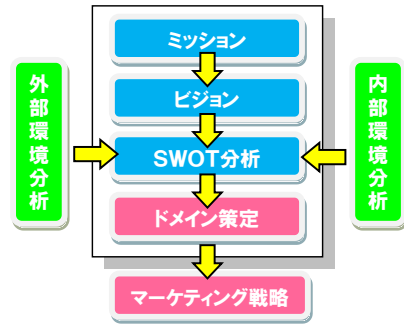 ミッション
ビジョン
外部環境分析
SWOT分析
内部環境分析
ドメイン策定
マーケティング戦略